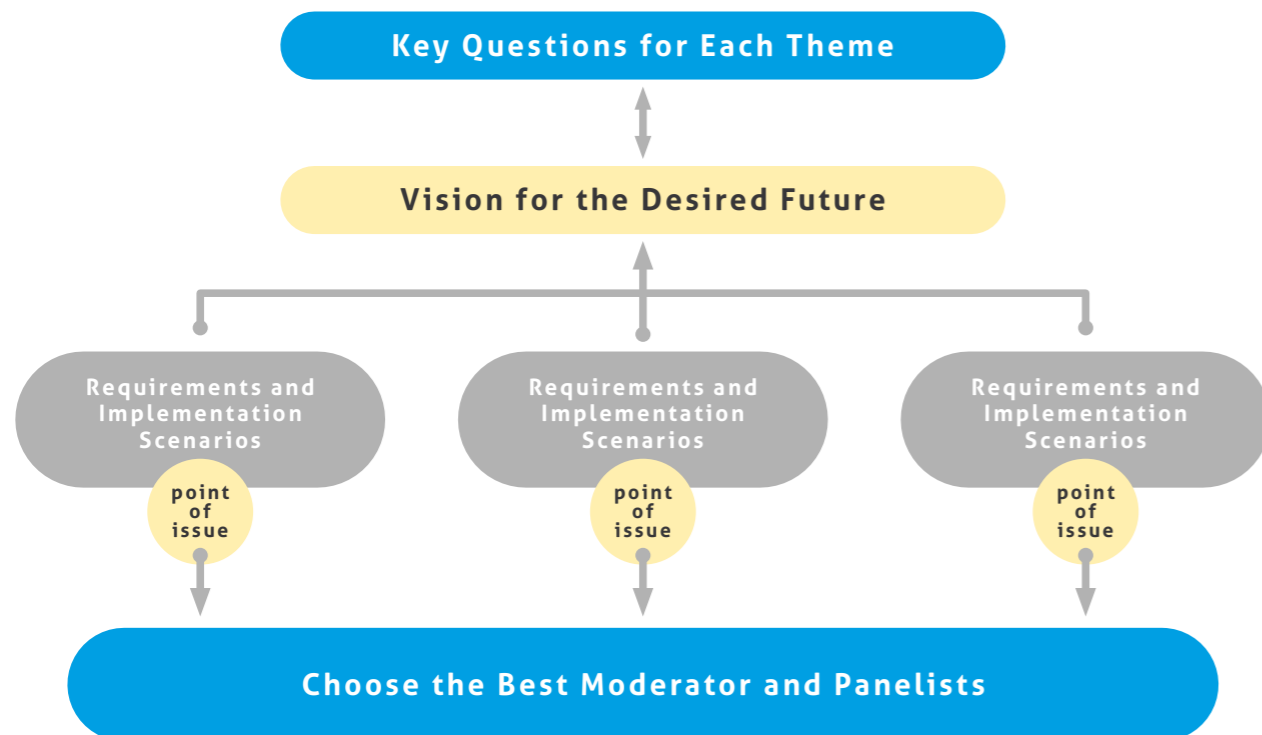 Key Questions for Each Theme
Vision for the Desired Future
Requirements and
Implementation
Scenarios
point
of
issue
Requirements and
Implementation
Scenarios
point
of
issue
Requirements and
Implementation
Scenarios
point
of
issue
Choose the Best Moderator and Panelists